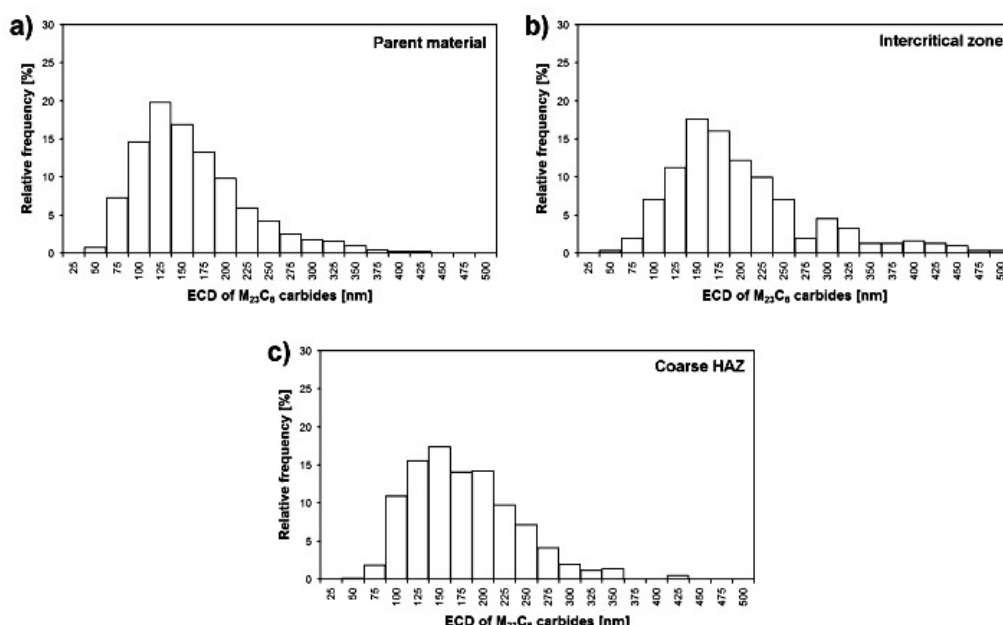 a)
Parent material
Relative frequency [%]
30
25
20
15
10
5
0
25 50 75 100 125 150 175 200 225 250 275 300 325 350 375 400 425 450 475 500
ECD of M₂₃C₆ carbides [nm]
b)
Intercritical zone
Relative frequency [%]
30
25
20
15
10
5
0
25 50 75 100 125 150 175 200 225 250 275 300 325 350 375 400 425 450 475 500
ECD of M₂₃C₆ carbides [nm]
c)
Coarse HAZ
Relative frequency [%]
30
25
20
15
10
5
0
25 50 75 100 125 150 175 200 225 250 275 300 325 350 375 400 425 450 475 500
ECD of M₂₃C₆ carbides [nm]